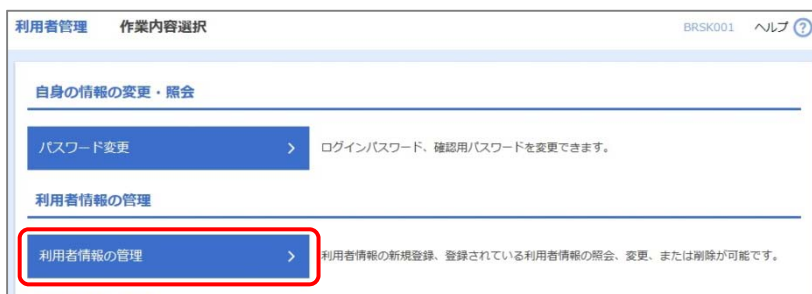 利用者管理 作業内容選択 BRSK001 ヘルプ ?
自身の情報の変更・照会
パスワード変更 ログインパスワード、確認用パスワードを変更できます。
利用者情報の管理
利用者情報の管理 利用者情報の新規登録、登録されている利用者情報の照会、変更、または削除が可能です。